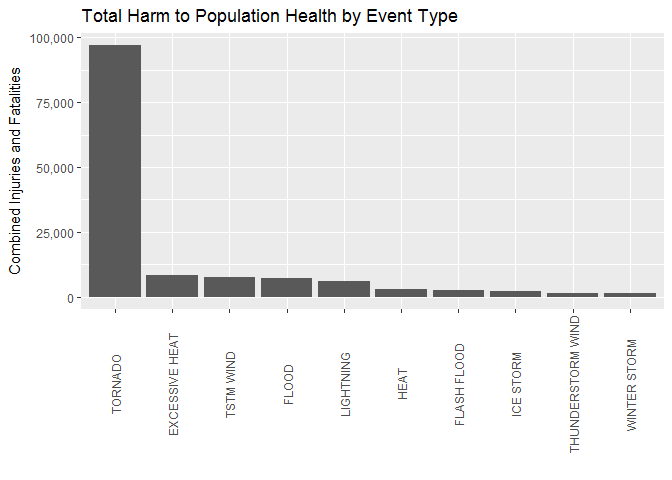 Total Harm to Population Health by Event Type
Combined Injuries and Fatalities
100,000
75,000
50,000
25,000
0
TORNADO
EXCESSIVE HEAT
TSTM WIND
FLOOD
LIGHTNING
HEAT
FLASH FLOOD
ICE STORM
THUNDERSTORM WIND
WINTER STORM